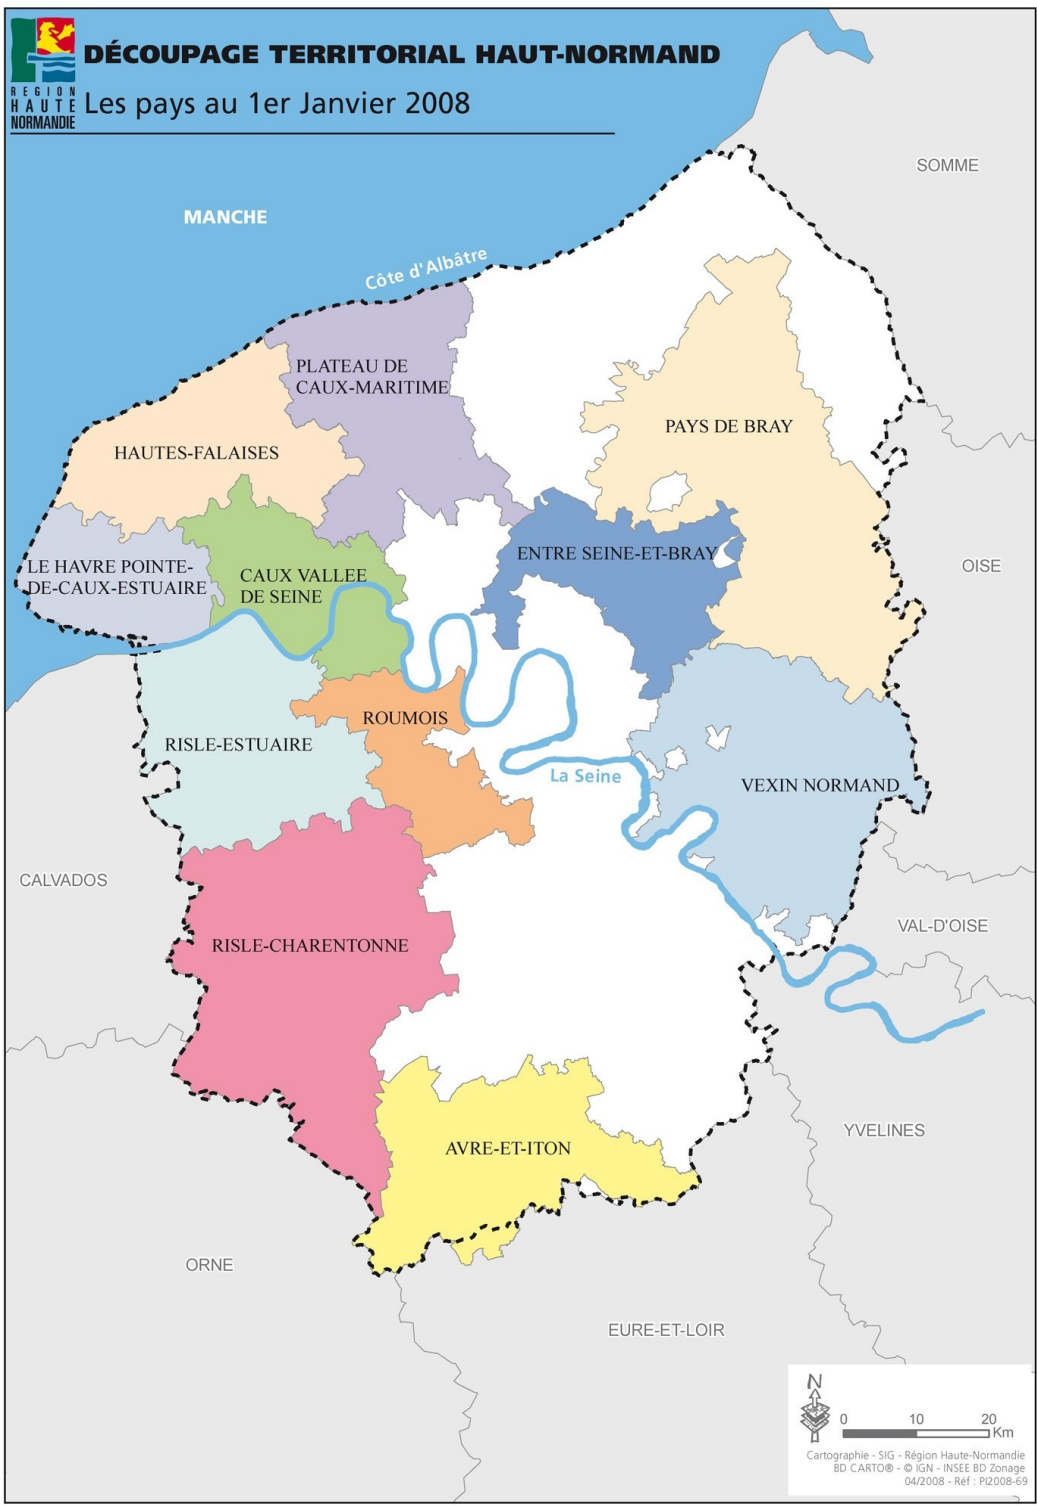 DÉCOUPAGE TERRITORIAL HAUT-NORMAND
REGION
HAUTE
NORMANDIE
Les pays au 1er Janvier 2008
SOMME
MANCHE
Côte d'Albâtre
PLATEAU DE
CAUX-MARITIME
PAYS DE BRAY
HAUTES-FALAISES
ENTRE SEINE-ET-BRAY
LE HAVRE POINTE-
DE-CAUX-ESTUAIRE
CAUX VALLEE
DE SEINE
OISE
ROUMOIS
RISLE-ESTUAIRE
La Seine
VEXIN NORMAND
CALVADOS
VAL-D'OISE
RISLE-CHARENTONNE
YVELINES
AVRE-ET-ITON
ORNE
EURE-ET-LOIR
N
0 10 20
Km
Cartographie - SIG - Région Haute-Normandie
BD CARTO® - © IGN - INSEE BD Zonage
04/2008 - Réf : PI2008-69